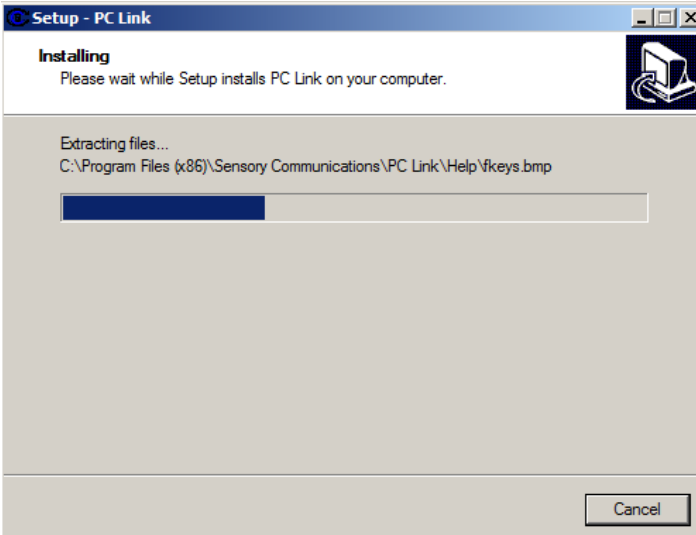 Setup - PC Link
Installing
Please wait while Setup installs PC Link on your computer.
Extracting files...
C:\Program Files (x86)\Sensory Communications\PC Link\Help\fkeys.bmp
Cancel